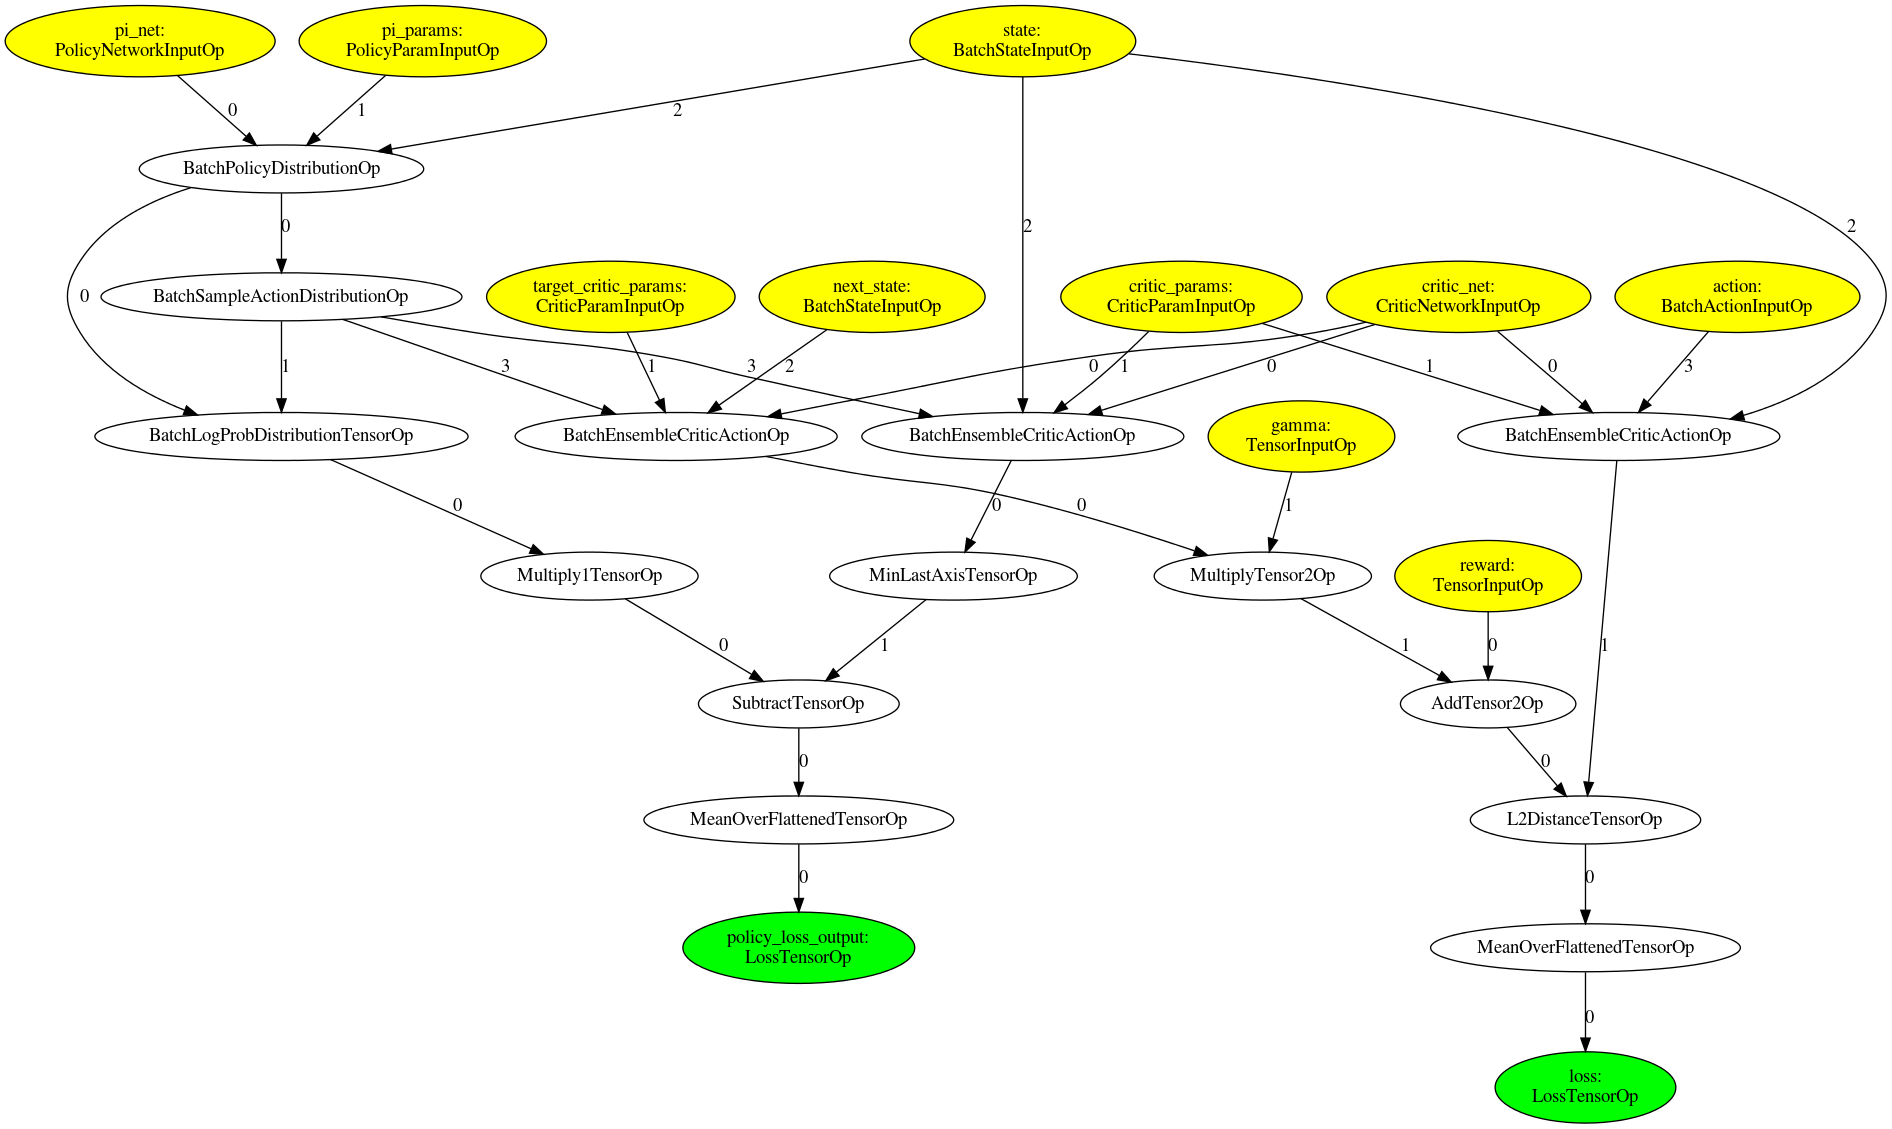 pi_net:
PolicyNetworkInputOp
pi_params:
PolicyParamInputOp
state:
BatchStateInputOp
0
1
2
BatchPolicyDistributionOp
0
2
2
0
BatchSampleActionDistributionOp
target_critic_params:
CriticParamInputOp
next_state:
BatchStateInputOp
critic_params:
CriticParamInputOp
critic_net:
CriticNetworkInputOp
action:
BatchActionInputOp
1
3
1
3
2
0
1
0
1
0
3
BatchLogProbDistributionTensorOp
BatchEnsembleCriticActionOp
BatchEnsembleCriticActionOp
gamma:
TensorInputOp
BatchEnsembleCriticActionOp
0
0
0
1
Multiply1TensorOp
MinLastAxisTensorOp
MultiplyTensor2Op
reward:
TensorInputOp
0
1
1
0
1
SubtractTensorOp
AddTensor2Op
0
0
MeanOverFlattenedTensorOp
L2DistanceTensorOp
0
0
policy_loss_output:
LossTensorOp
MeanOverFlattenedTensorOp
0
loss:
LossTensorOp